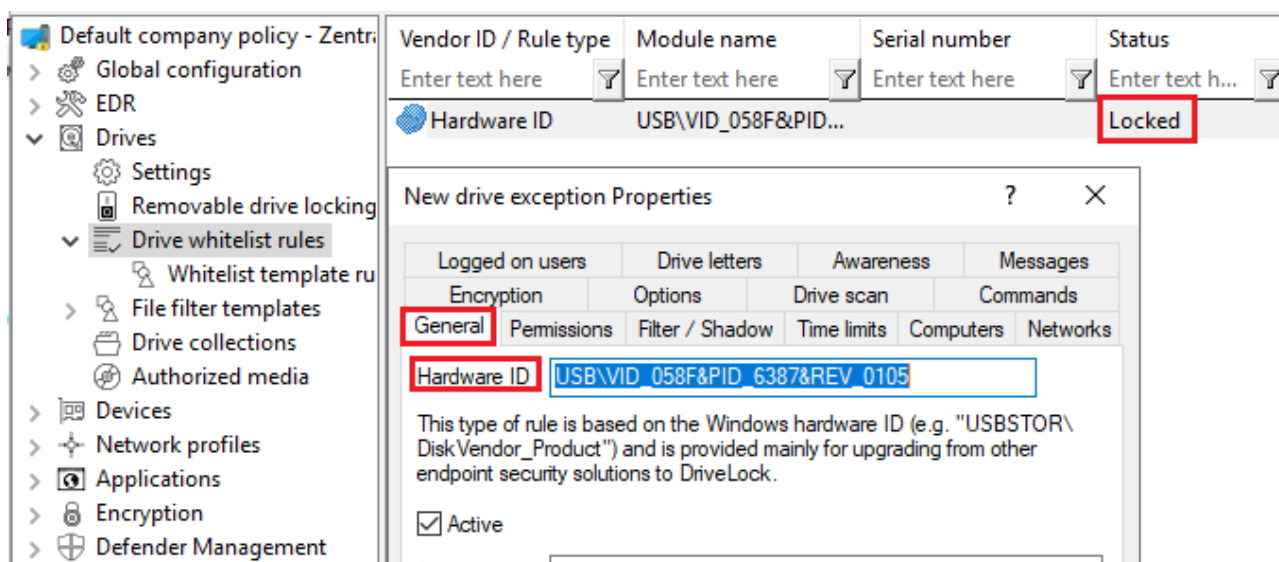 Default company policy - Zentra
Global configuration
EDR
Drives
Settings
Removable drive locking
Drive whitelist rules
Whitelist template ru
File filter templates
Drive collections
Authorized media
Devices
Network profiles
Applications
Encryption
Defender Management
Vendor ID / Rule type Module name Serial number Status
Enter text here Enter text here Enter text here Enter text h...
Hardware ID USB\VID_058F&PID... Locked
New drive exception Properties ?
Logged on users Drive letters Awareness Messages
Encryption Options Drive scan Commands
General Permissions Filter / Shadow Time limits Computers Networks
Hardware ID USB\VID_058F&PID_6387&REV_0105
This type of rule is based on the Windows hardware ID (e.g. "USBSTOR\
DiskVendor_Product") and is provided mainly for upgrading from other
endpoint security solutions to DriveLock.
Active